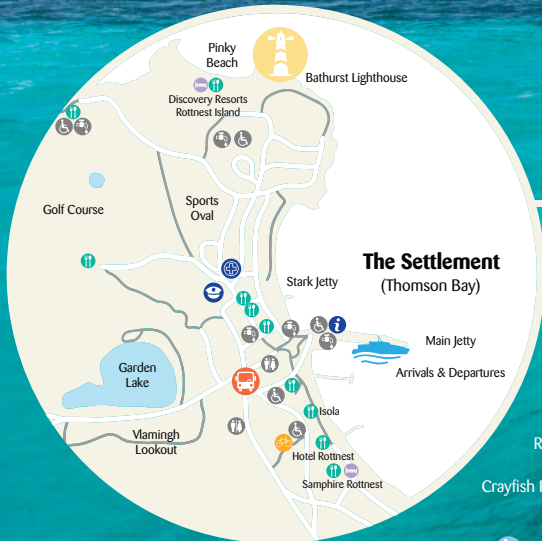 Pinky
Beach
Bathurst Lighthouse
Discovery Resorts
Rottnest Island
Golf Course
Sports
Oval
The Settlement
(Thomson Bay)
Stark Jetty
i
Main Jetty
Arrivals & Departures
Garden
Lake
Isola
Vlamingh
Lookout
R
Hotel Rottnest
Samphire Rottnest
Crayfish